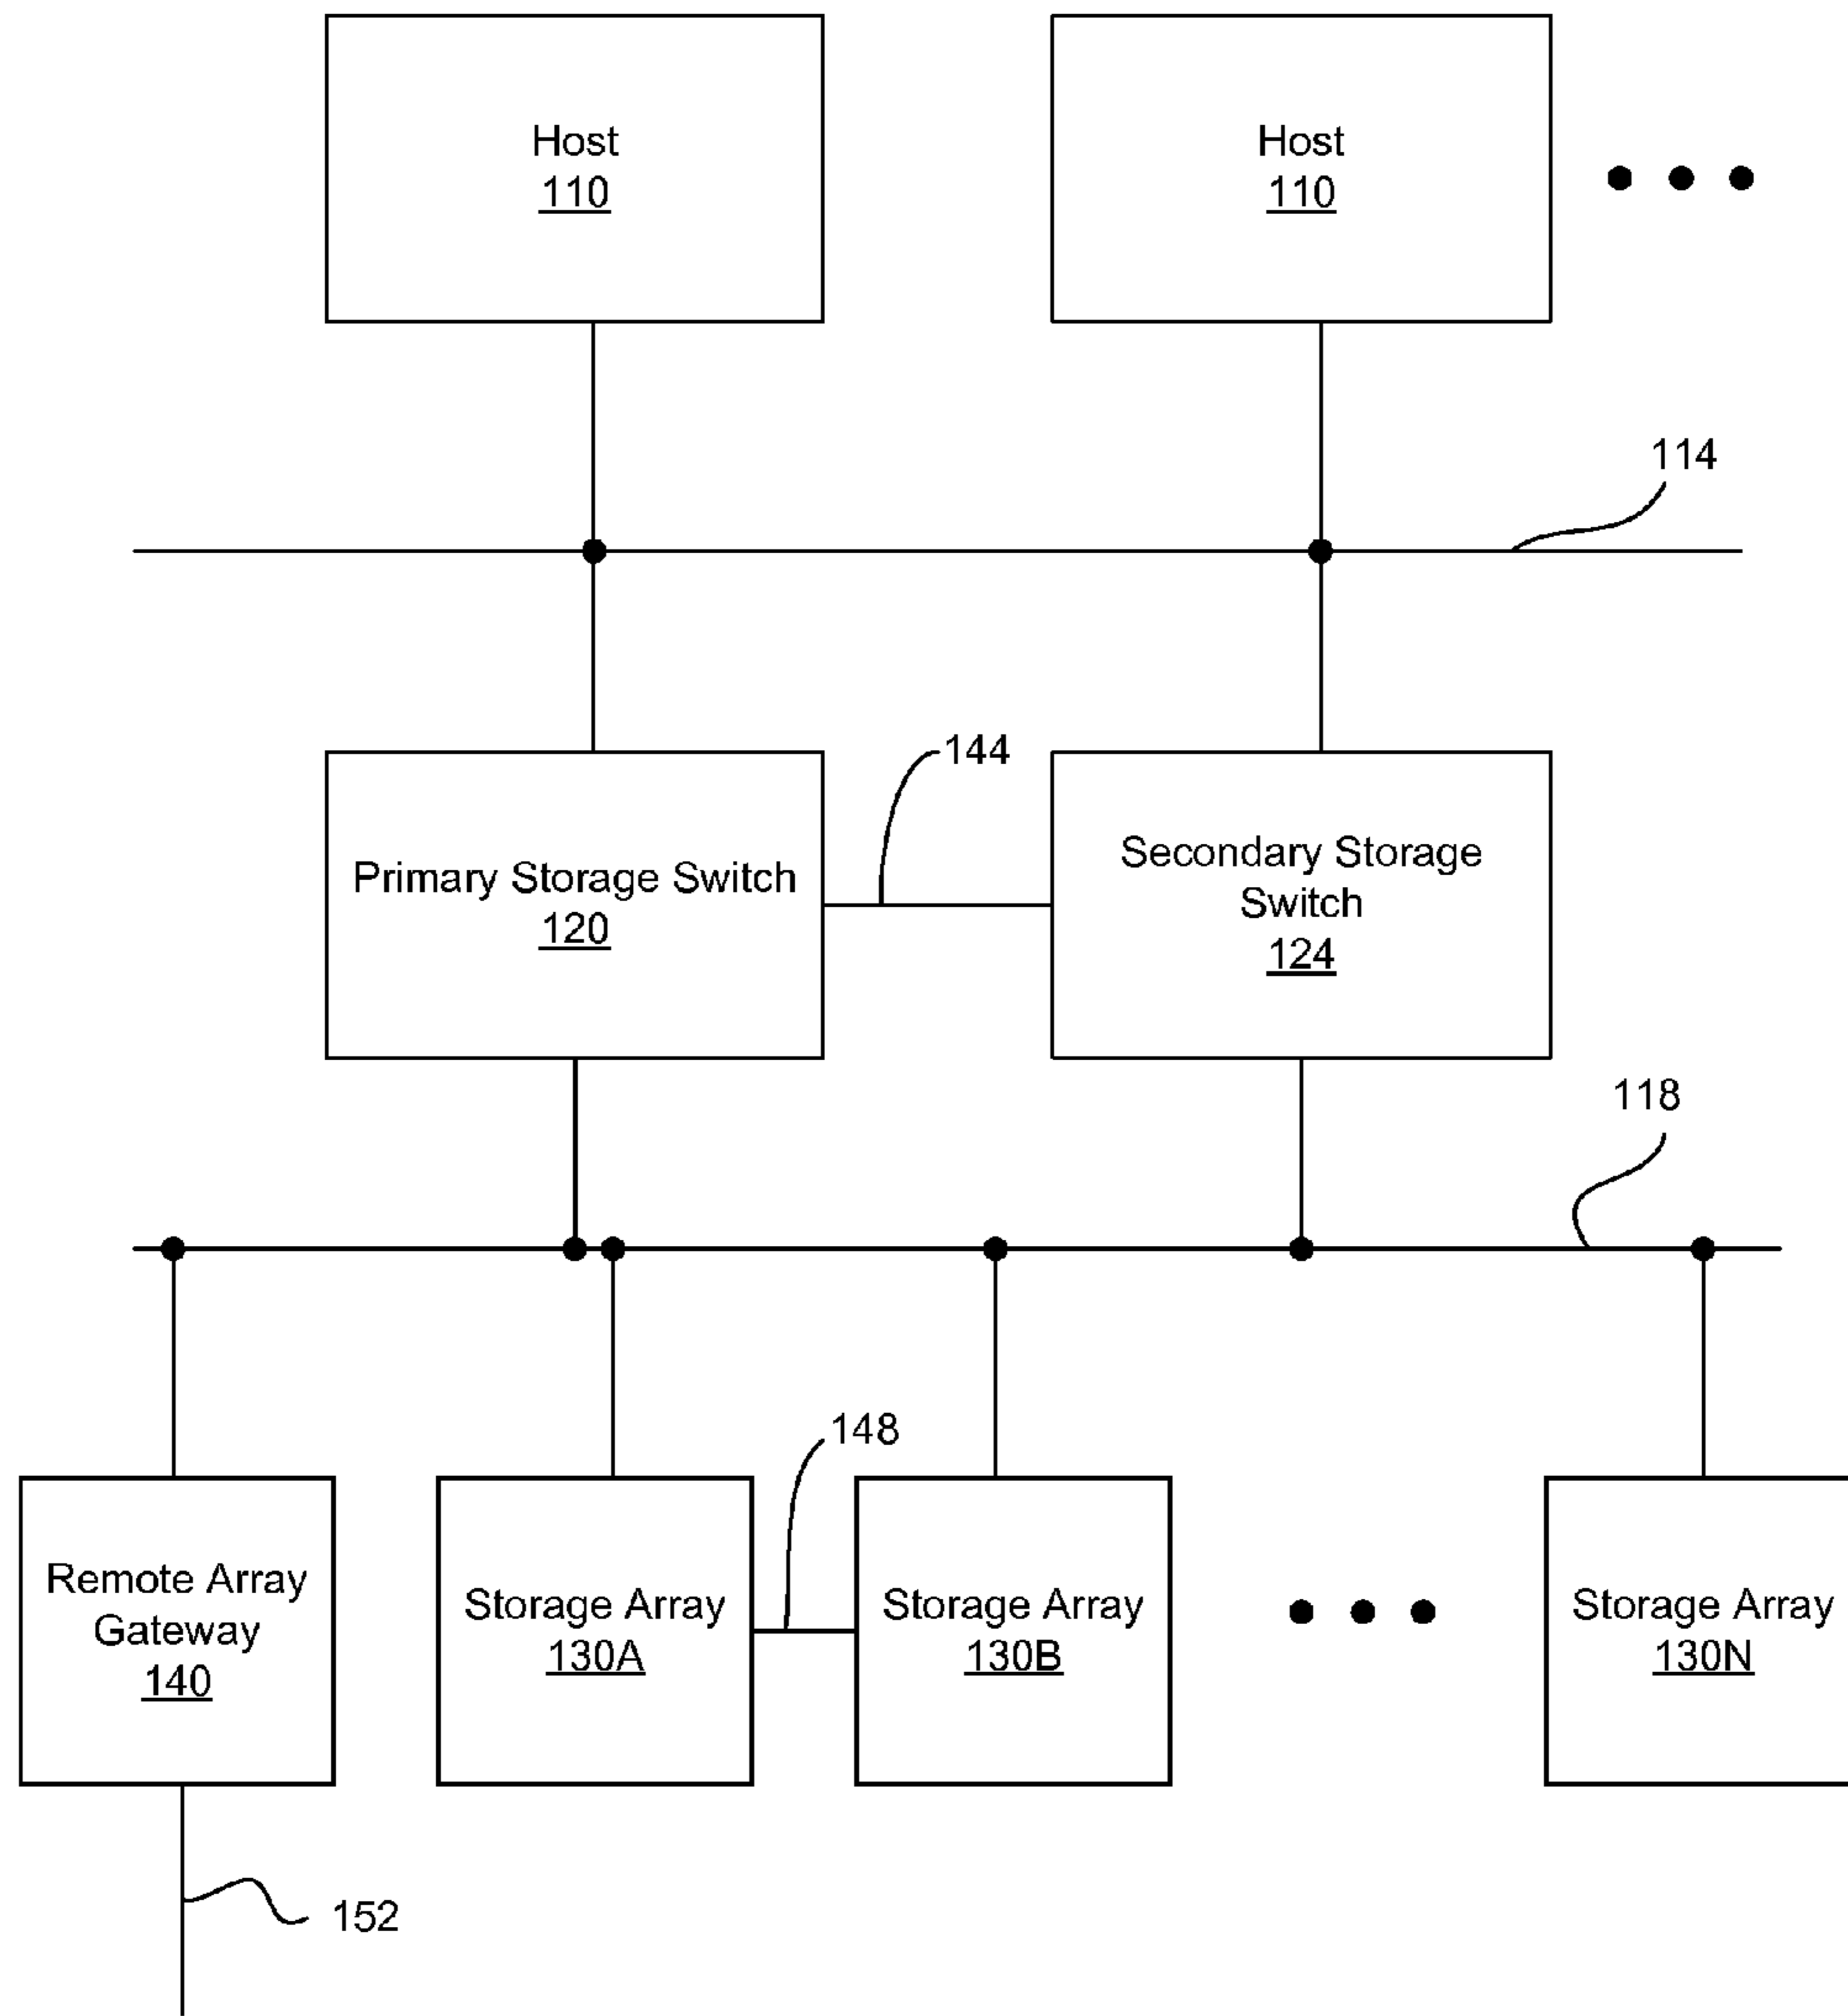 Host
110
Host
110
114
144
Primary Storage Switch
120
Secondary Storage
Switch
124
118
148
Remote Array
Gateway
140
Storage Array
130A
Storage Array
130B
Storage Array
130N
152